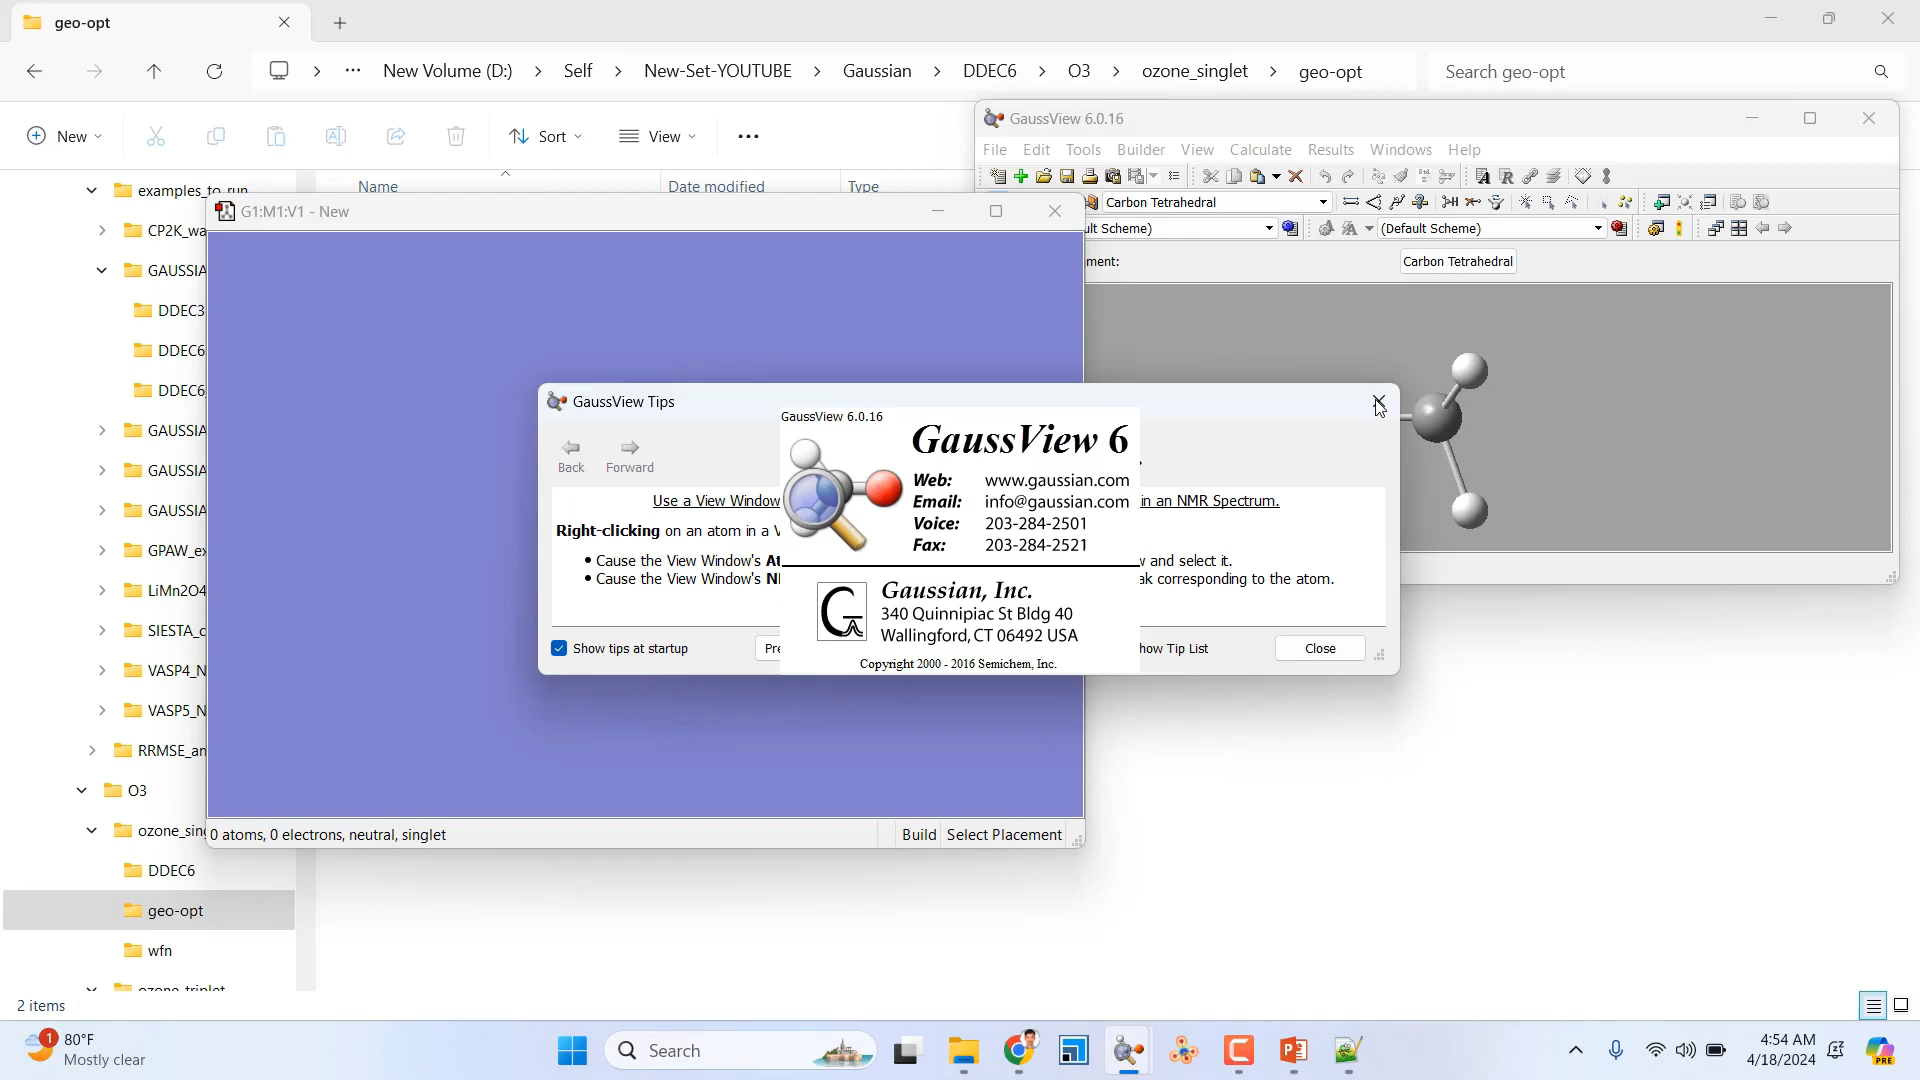 geo-opt
New Volume (D:)
Self
New-Set-YOUTUBE
Gaussian
DDEC6
O3
ozone_singlet
geo-opt
Search geo-opt
New
Sort
View
Name
Date modified
Type
examples_to_run
CP2K_wa
GAUSSIA
DDEC3
DDEC6
DDEC6
GAUSSIA
GAUSSIA
GAUSSIA
GPAW_ex
LiMn2O4
SIESTA_c
VASP4_N
VASP5_N
RRMSE_an
O3
ozone_sing
DDEC6
geo-opt
wfn
ozone_triplet
2 items
G1:M1:V1 - New
0 atoms, 0 electrons, neutral, singlet
Build
Select Placement
GaussView 6.0.16
File
Edit
Tools
Builder
View
Calculate
Results
Windows
Help
Carbon Tetrahedral
ult Scheme)
(Default Scheme)
ment:
Carbon Tetrahedral
GaussView Tips
Back
Forward
Use a View Window
in an NMR Spectrum.
Right-clicking on an atom in a V
• Cause the View Window's At
w and select it.
• Cause the View Window's N
ak corresponding to the atom.
Show tips at startup
Pre
how Tip List
Close
GaussView 6.0.16
GaussView 6
Web: www.gaussian.com
Email: info@gaussian.com
Voice: 203-284-2501
Fax: 203-284-2521
Gaussian, Inc.
340 Quinnipiac St Bldg 40
Wallingford, CT 06492 USA
Copyright 2000 - 2016 Semichem, Inc.
1
80°F
Mostly clear
Search
4:54 AM
4/18/2024
PRE